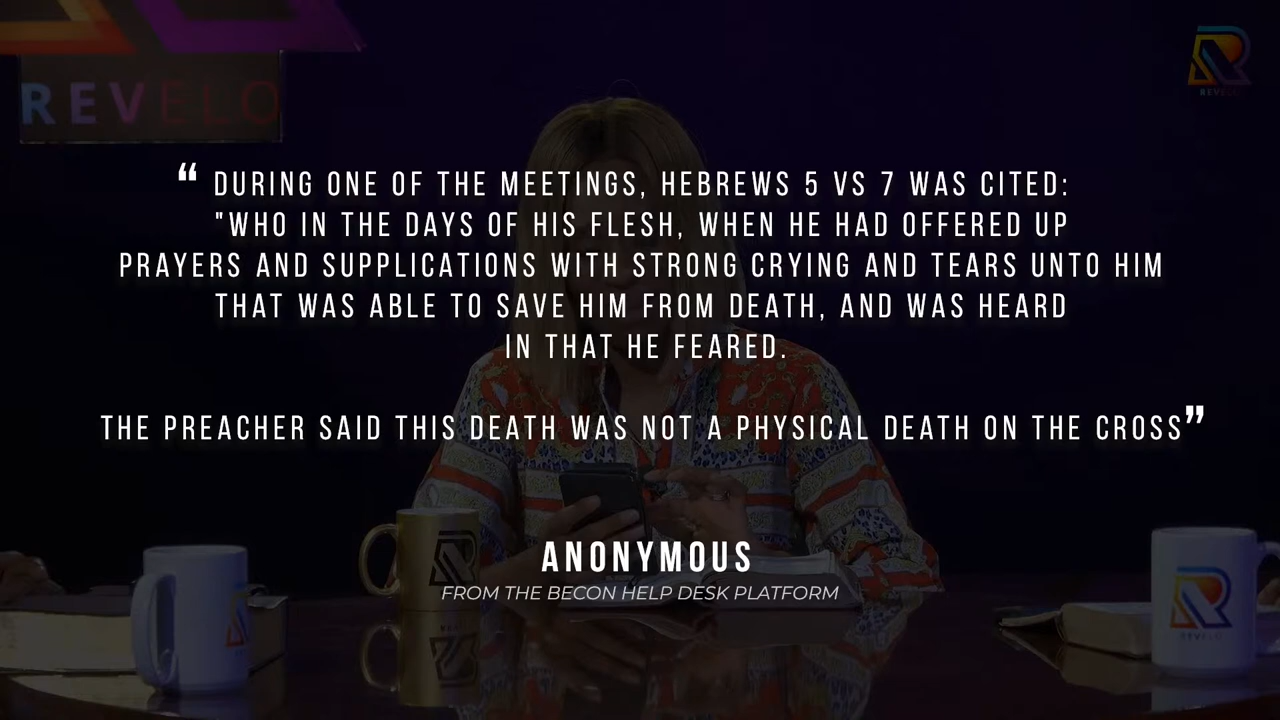 REVELO
REVELO
“ DURING ONE OF THE MEETINGS, HEBREWS 5 VS 7 WAS CITED:
"WHO IN THE DAYS OF HIS FLESH, WHEN HE HAD OFFERED UP
PRAYERS AND SUPPLICATIONS WITH STRONG CRYING AND TEARS UNTO HIM
THAT WAS ABLE TO SAVE HIM FROM DEATH, AND WAS HEARD
IN THAT HE FEARED.
THE PREACHER SAID THIS DEATH WAS NOT A PHYSICAL DEATH ON THE CROSS”
ANONYMOUS
FROM THE BECON HELP DESK PLATFORM
REVELO